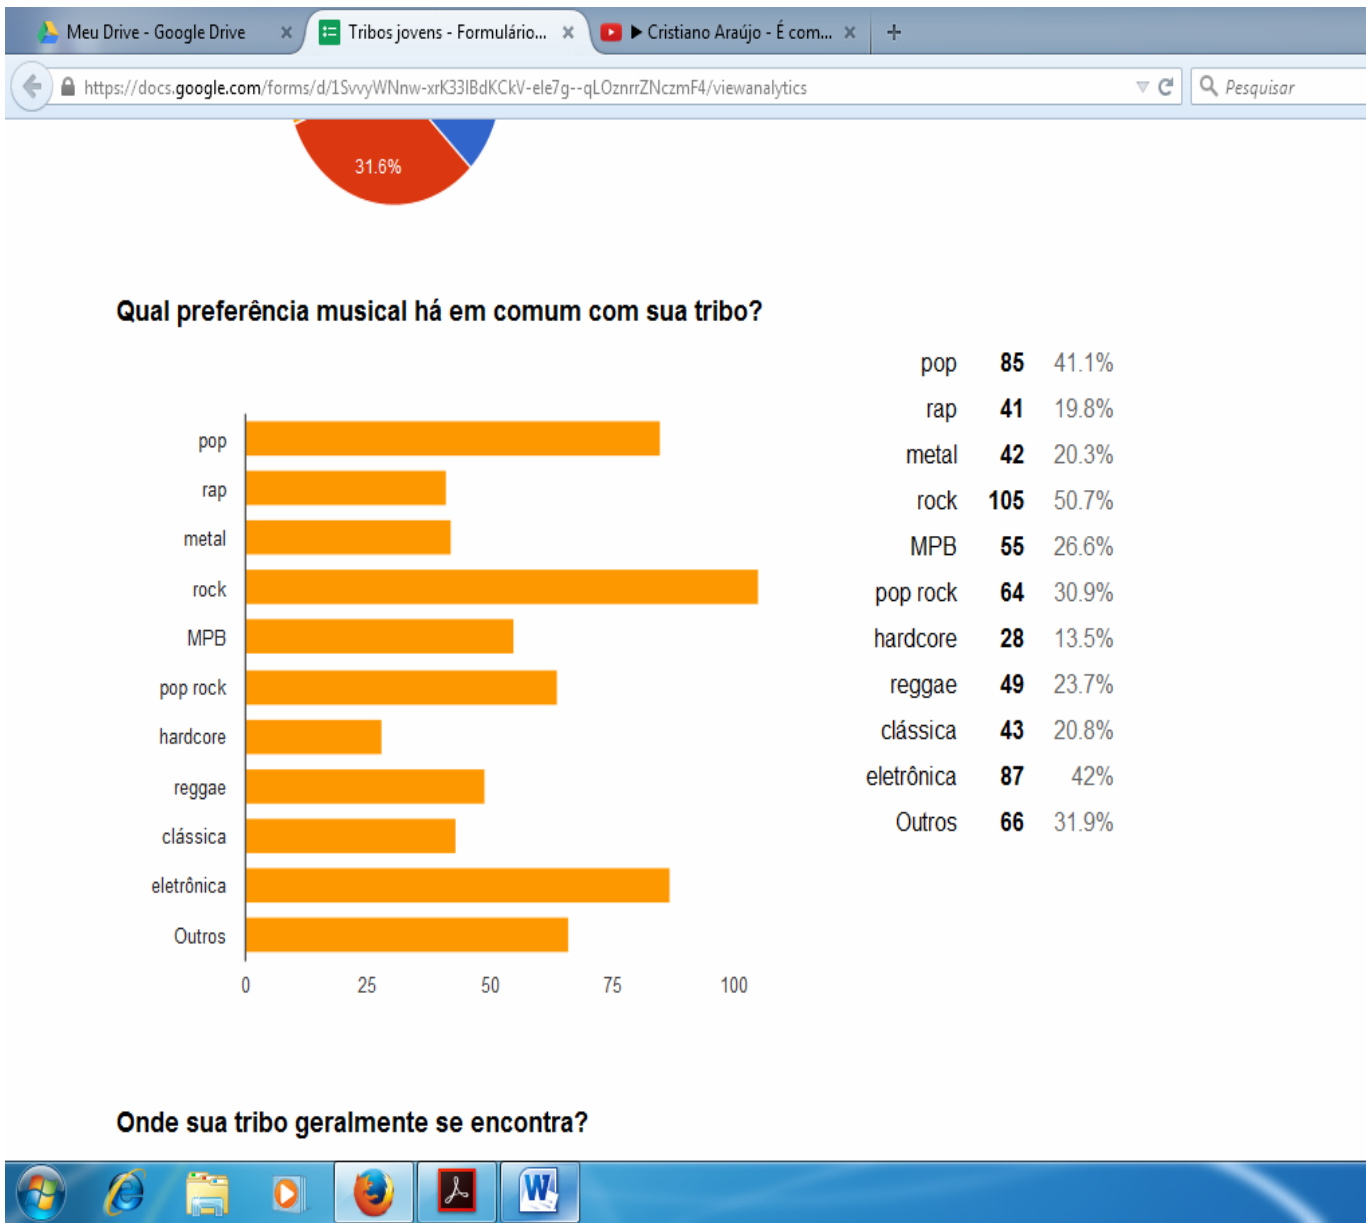 Meu Drive - Google Drive
Tribos jovens - Formulário...
▶ Cristiano Araújo - É com...
https://docs.google.com/forms/d/1SvvyWNnw-xrK33IBdKCkV-ele7g--qLOznrrZNczmF4/viewanalytics
Pesquisar
31.6%
Qual preferência musical há em comum com sua tribo?
pop
rap
metal
rock
MPB
pop rock
hardcore
reggae
clássica
eletrônica
Outros
0 25 50 75 100
pop 85 41.1%
rap 41 19.8%
metal 42 20.3%
rock 105 50.7%
MPB 55 26.6%
pop rock 64 30.9%
hardcore 28 13.5%
reggae 49 23.7%
clássica 43 20.8%
eletrônica 87 42%
Outros 66 31.9%
Onde sua tribo geralmente se encontra?